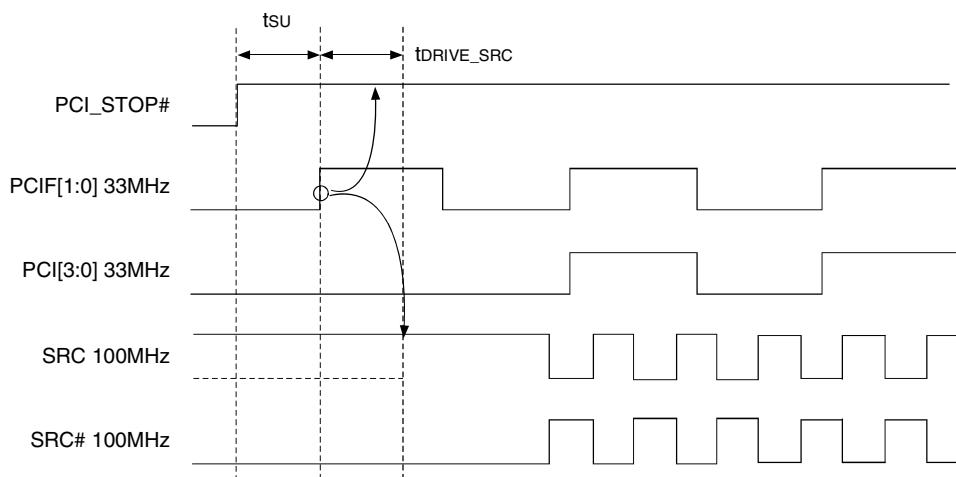 tSU
tDRIVE_SRC
PCI_STOP#
PCIF[1:0] 33MHz
PCI[3:0] 33MHz
SRC 100MHz
SRC# 100MHz